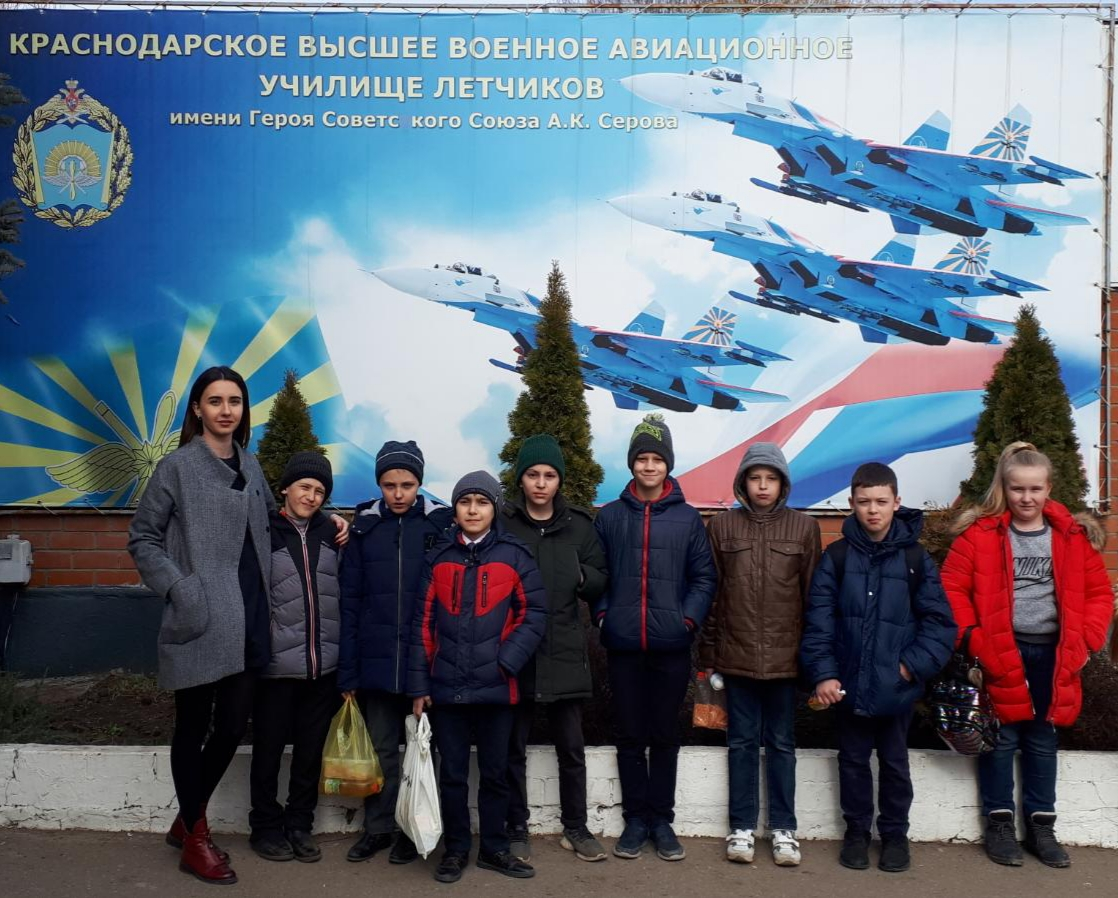 КРАСНОДАРСКОЕ ВЫСШЕЕ ВОЕННОЕ АВИАЦИОННОЕ
УЧИЛИЩЕ ЛЕТЧИКОВ
имени Героя Советс кого Союза А.К. Серова